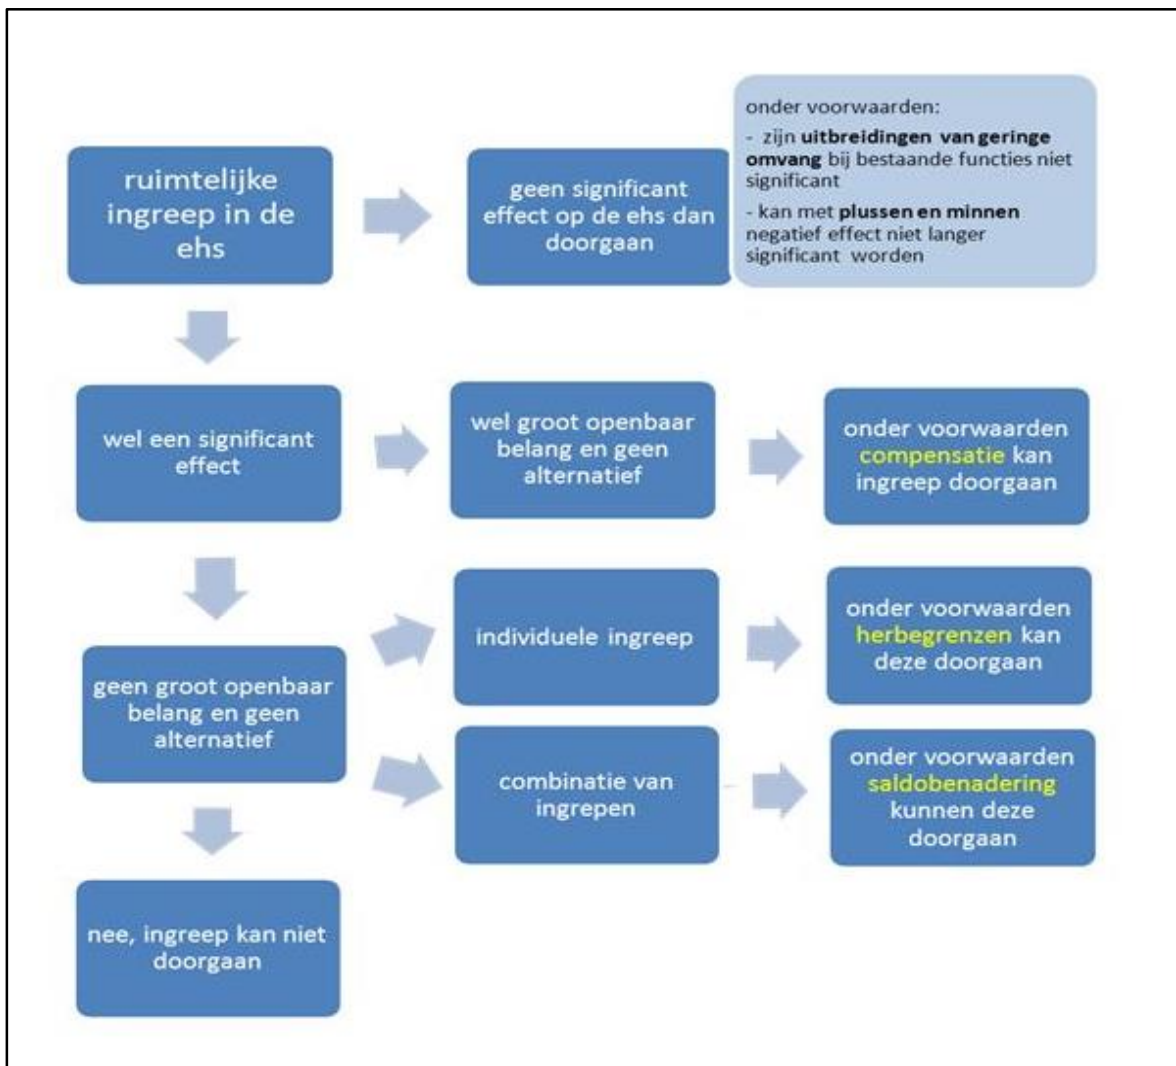 ruimtelijke
ingreep in de
ehs
geen significant
effect op de ehs dan
doorgaan
onder voorwaarden:
- zijn uitbreidingen van geringe
omvang bij bestaande functies niet
significant
- kan met plussen en minnen
negatief effect niet langer
significant worden
wel een significant
effect
wel groot openbaar
belang en geen
alternatief
onder voorwaarden
compensatie kan
ingreep doorgaan
geen groot openbaar
belang en geen
alternatief
individuele ingreep
onder voorwaarden
herbegrenzen kan
deze doorgaan
combinatie van
ingrepen
onder voorwaarden
saldobenadering
kunnen deze
doorgaan
nee, ingreep kan niet
doorgaan